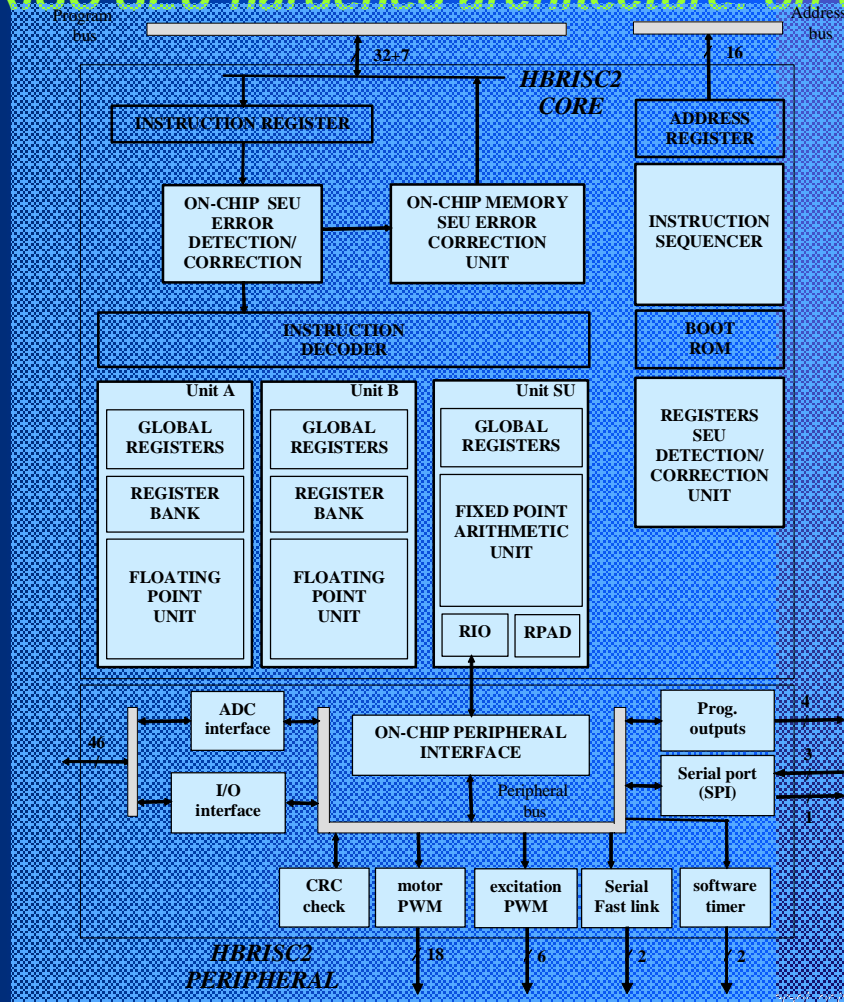 hardened architecture:
Program
bus
Address
bus
32+7
16
HBRISC2
CORE
INSTRUCTION REGISTER
ADDRESS
REGISTER
ON-CHIP SEU
ERROR
DETECTION/
CORRECTION
ON-CHIP MEMORY
SEU ERROR
CORRECTION
UNIT
INSTRUCTION
SEQUENCER
INSTRUCTION
DECODER
BOOT
ROM
Unit A
GLOBAL
REGISTERS
REGISTER
BANK
FLOATING
POINT
UNIT
Unit B
GLOBAL
REGISTERS
REGISTER
BANK
FLOATING
POINT
UNIT
Unit SU
GLOBAL
REGISTERS
FIXED POINT
ARITHMETIC
UNIT
RIO
RPAD
REGISTERS
SEU
DETECTION/
CORRECTION
UNIT
46
ADC
interface
I/O
interface
ON-CHIP PERIPHERAL
INTERFACE
Peripheral
bus
Prog.
outputs
4
Serial port
(SPI)
3
1
CRC
check
motor
PWM
excitation
PWM
Serial
Fast link
software
timer
18
6
2
2
HBRISC2
PERIPHERAL